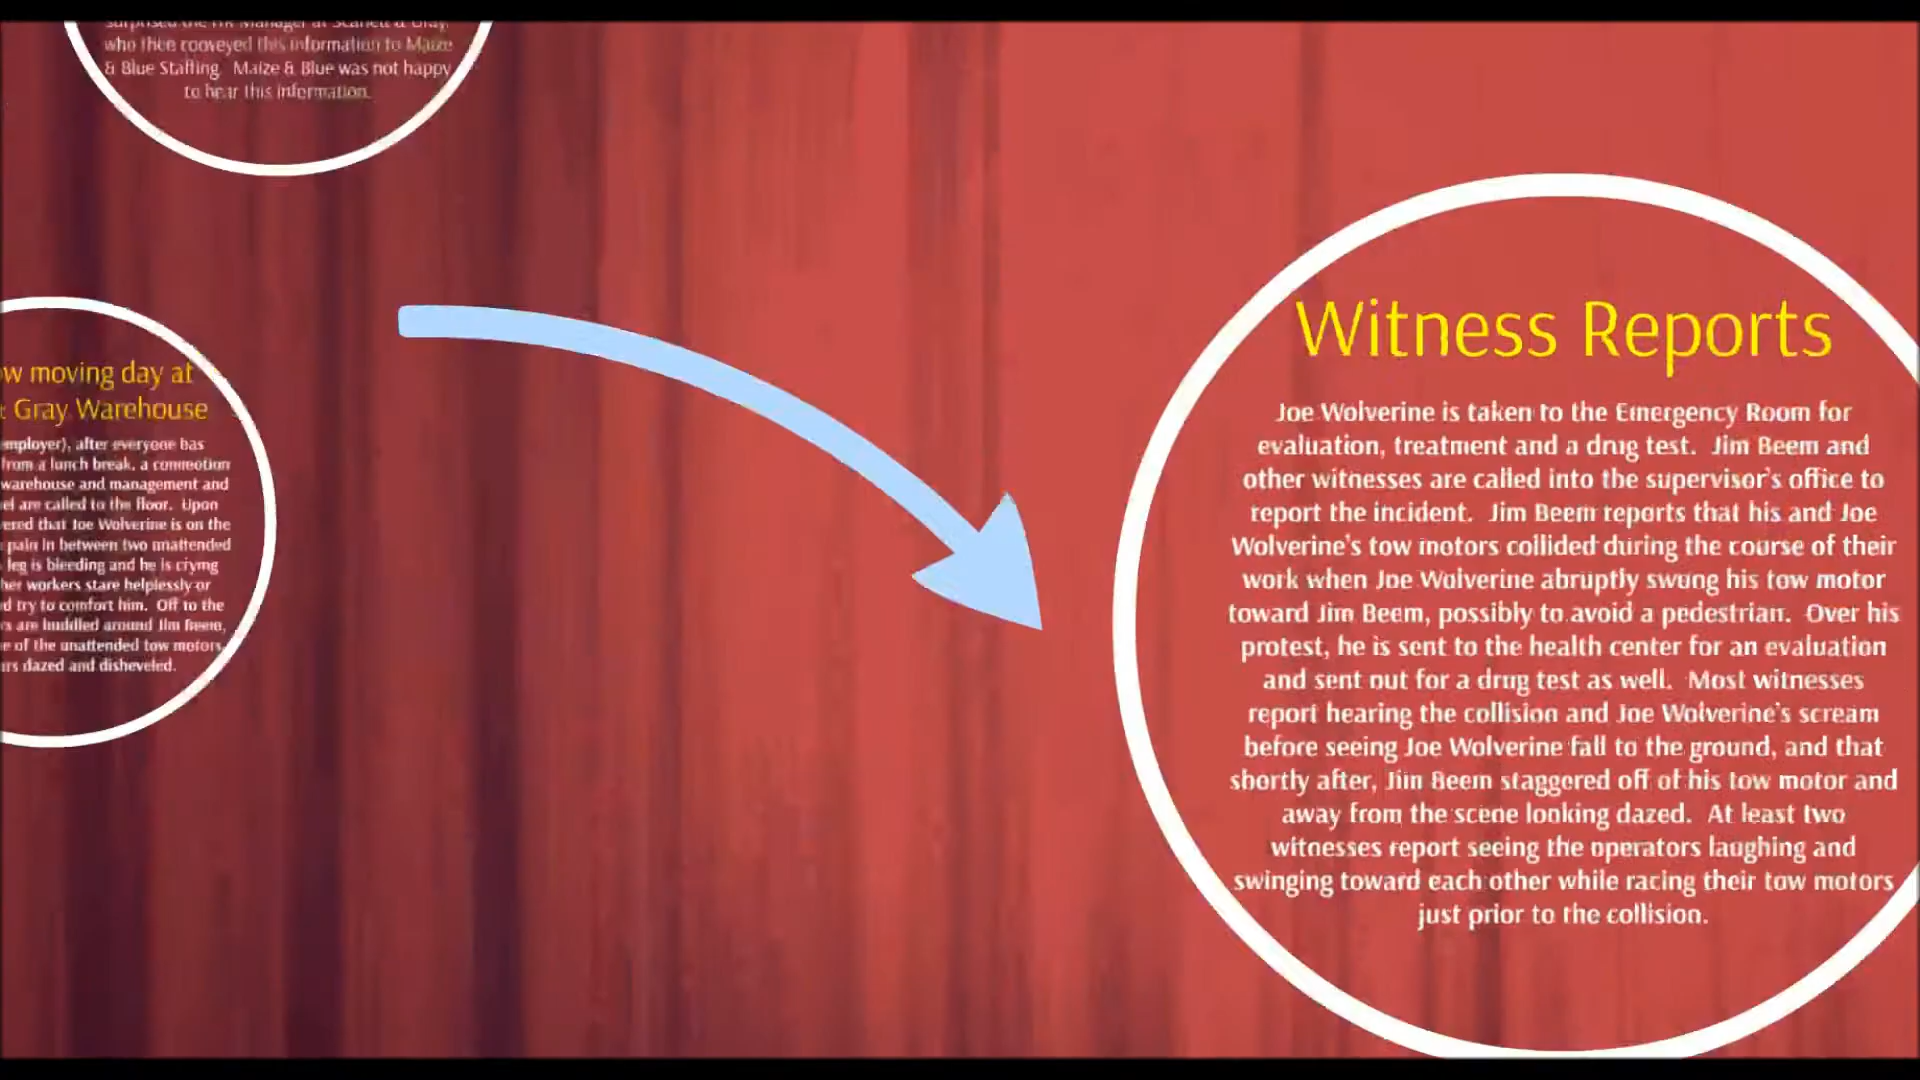 surprised the HR Manager at Scarlett & Gray,
who then conveyed this information to Maize
& Blue Staffing. Maize & Blue was not happy
to hear this information.
ow moving day at
Gray Warehouse
employer), after everyone has
from a lunch break, a commotion
warehouse and management and
el are called to the floor. Upon
ered that Joe Wolverine is on the
pain in between two unattended
leg is bleeding and he is crying
her workers stare helplessly or
d try to comfort him. Off to the
s are huddled around Jim Beem,
e of the unattended tow motors,
ars dazed and disheveled.
Witness Reports
Joe Wolverine is taken to the Emergency Room for
evaluation, treatment and a drug test. Jim Beem and
other witnesses are called into the supervisor's office to
report the incident. Jim Beem reports that his and Joe
Wolverine's tow motors collided during the course of their
work when Joe Wolverine abruptly swung his tow motor
toward Jim Beem, possibly to avoid a pedestrian. Over his
protest, he is sent to the health center for an evaluation
and sent out for a drug test as well. Most witnesses
report hearing the collision and Joe Wolverine's scream
before seeing Joe Wolverine fall to the ground, and that
shortly after, Jim Beem staggered off of his tow motor and
away from the scene looking dazed. At least two
witnesses report seeing the operators laughing and
swinging toward each other while racing their tow motors
just prior to the collision.